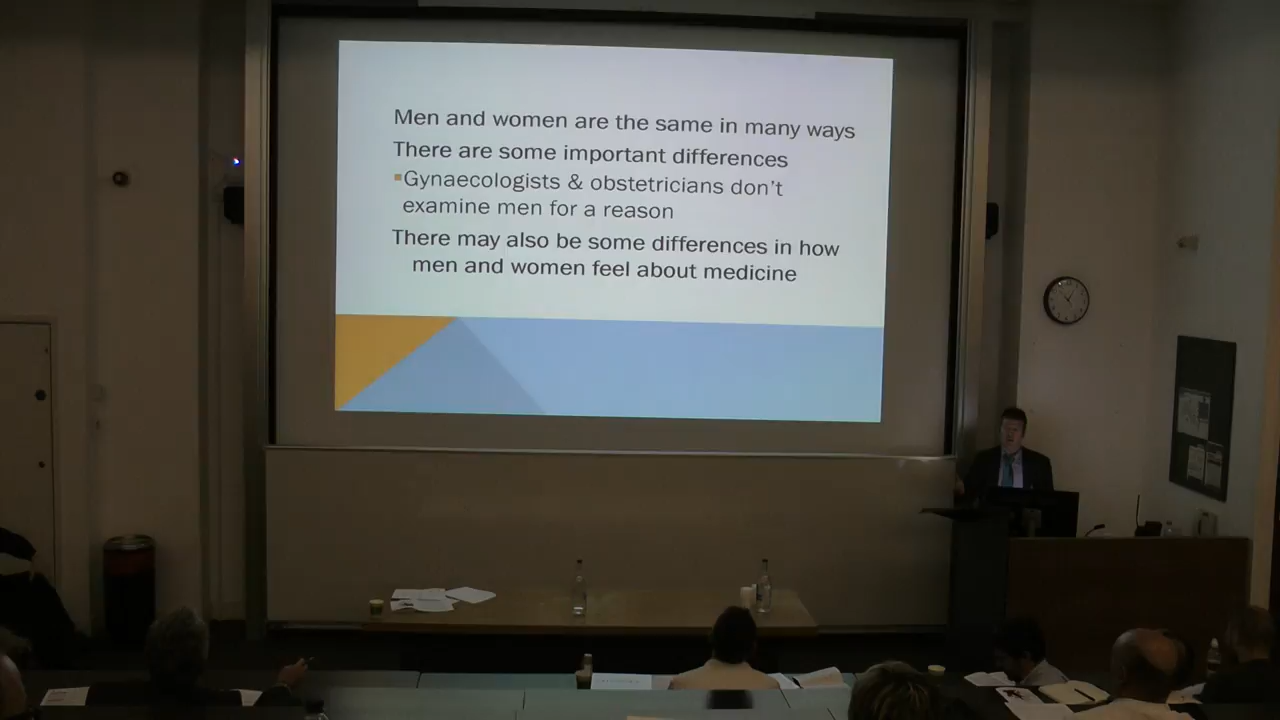 Men and women are the same in many ways
There are some important differences
▪Gynaecologists & obstetricians don't
examine men for a reason
There may also be some differences in how
men and women feel about medicine